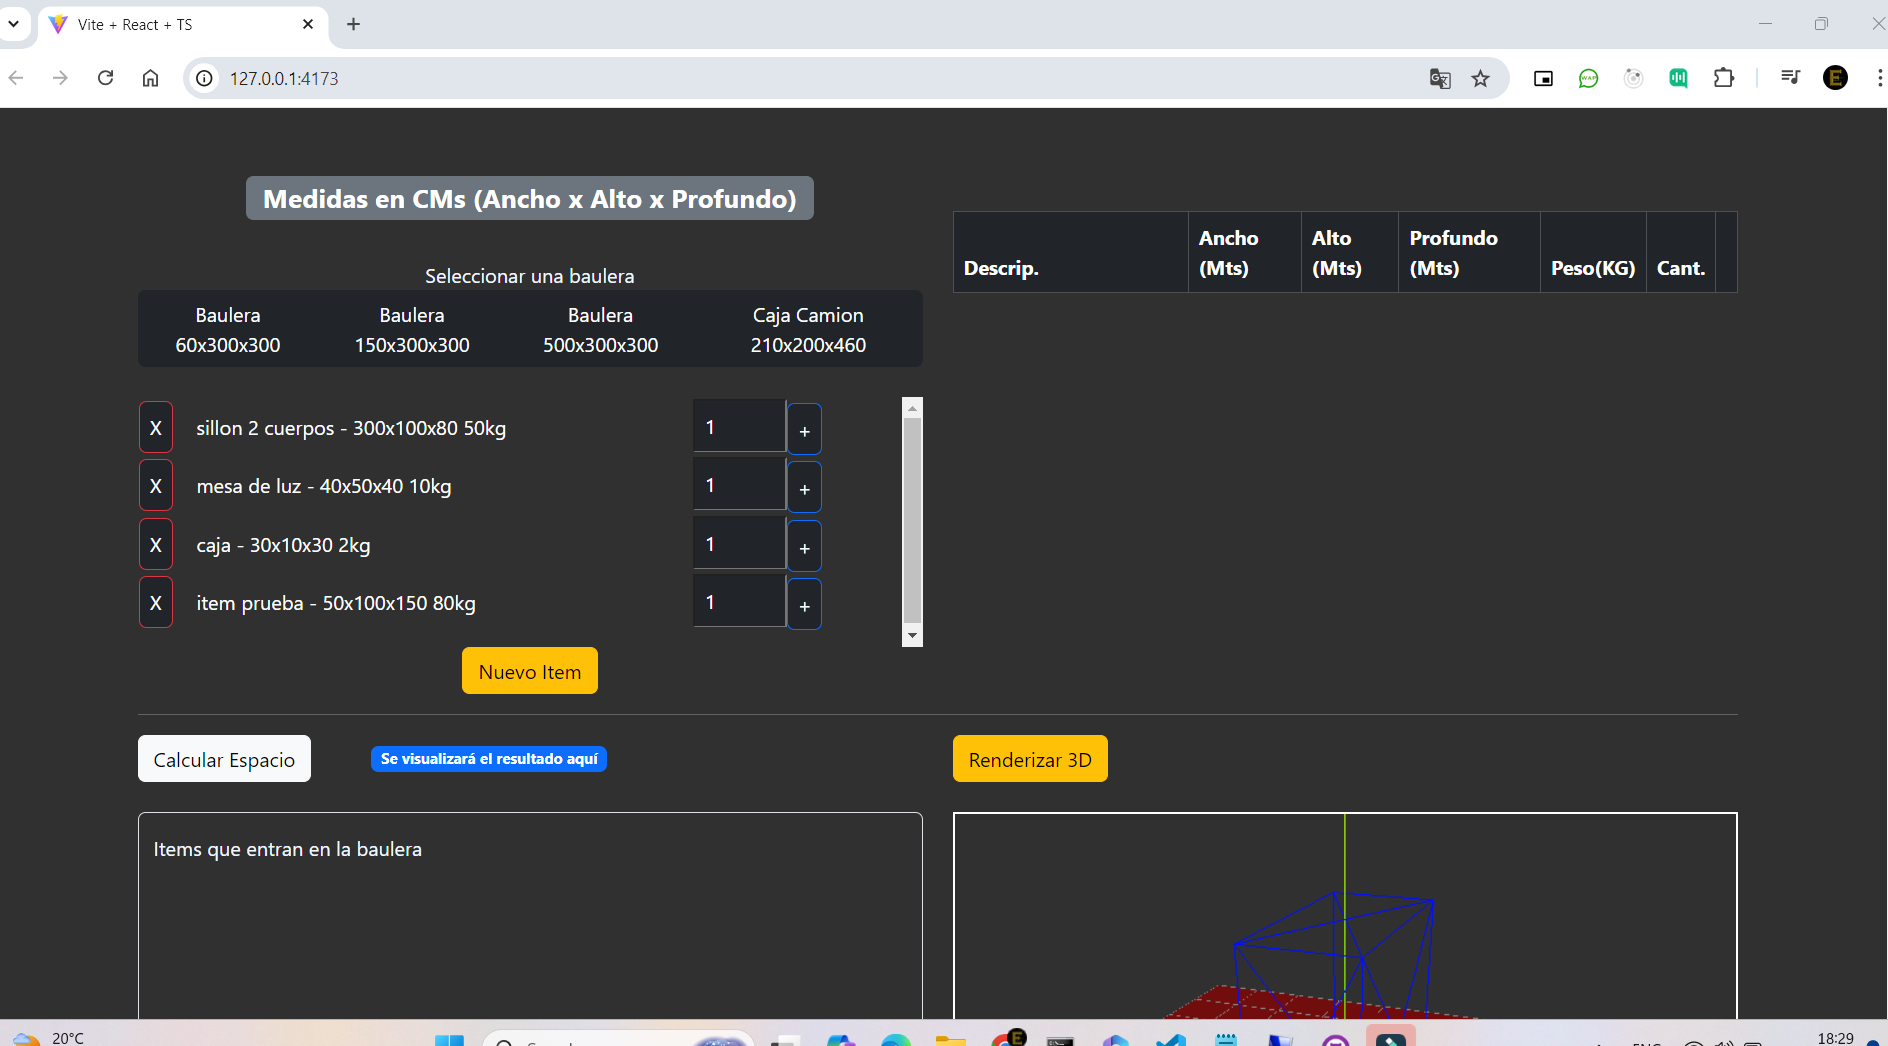 Vite + React + TS
127.0.0.1:4173
Medidas en CMs (Ancho x Alto x Profundo)
Seleccionar una baulera
Baulera
60x300x300
Baulera
150x300x300
Baulera
500x300x300
Caja Camion
210x200x460
X sillon 2 cuerpos - 300x100x80 50kg 1 +
X mesa de luz - 40x50x40 10kg 1 +
X caja - 30x10x30 2kg 1 +
X item prueba - 50x100x150 80kg 1 +
Nuevo Item
Descrip.
Ancho
(Mts)
Alto
(Mts)
Profundo
(Mts)
Peso(KG)
Cant.
Calcular Espacio
Se visualizará el resultado aquí
Renderizar 3D
Items que entran en la baulera
20°C
18:29